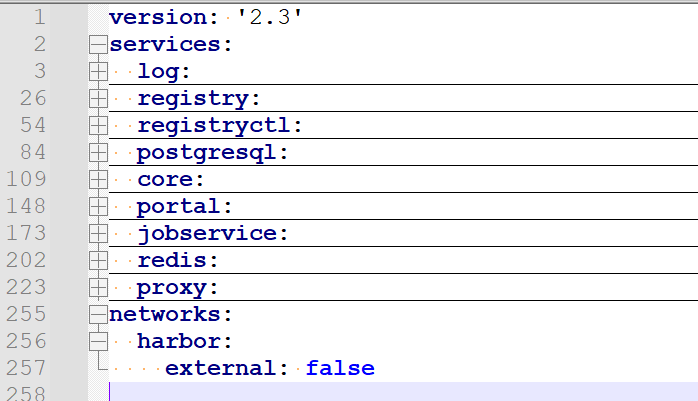 1 version: '2.3'
2 services:
3 log:
26 registry:
54 registryctl:
84 postgresql:
109 core:
148 portal:
173 jobservice:
202 redis:
223 proxy:
255 networks:
256 harbor:
257 external: false
258